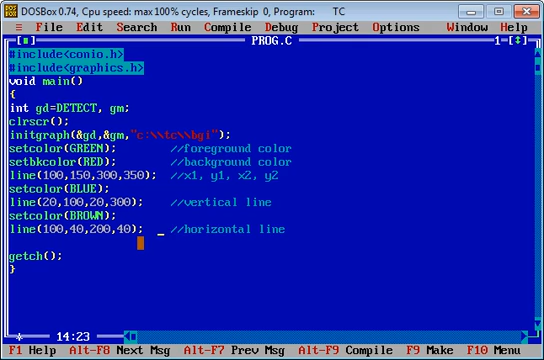 DOSBox 0.74, Cpu speed: max 100% cycles, Frameskip 0, Program: TC
≡ File Edit Search Run Compile Debug Project Options Window Help
[■] PROG.C 1=[↕]
#include<conio.h>
#include<graphics.h>
void main()
{
int gd=DETECT, gm;
clrscr();
initgraph(&gd,&gm,"c:\\tc\\bgi");
setcolor(GREEN); //foreground color
setbkcolor(RED); //background color
line(100,150,300,350); //x1, y1, x2, y2
setcolor(BLUE);
line(20,100,20,300); //vertical line
setcolor(BROWN);
line(100,40,200,40); _ //horizontal line
getch();
}
* 14:23
F1 Help Alt-F8 Next Msg Alt-F7 Prev Msg Alt-F9 Compile F9 Make F10 Menu